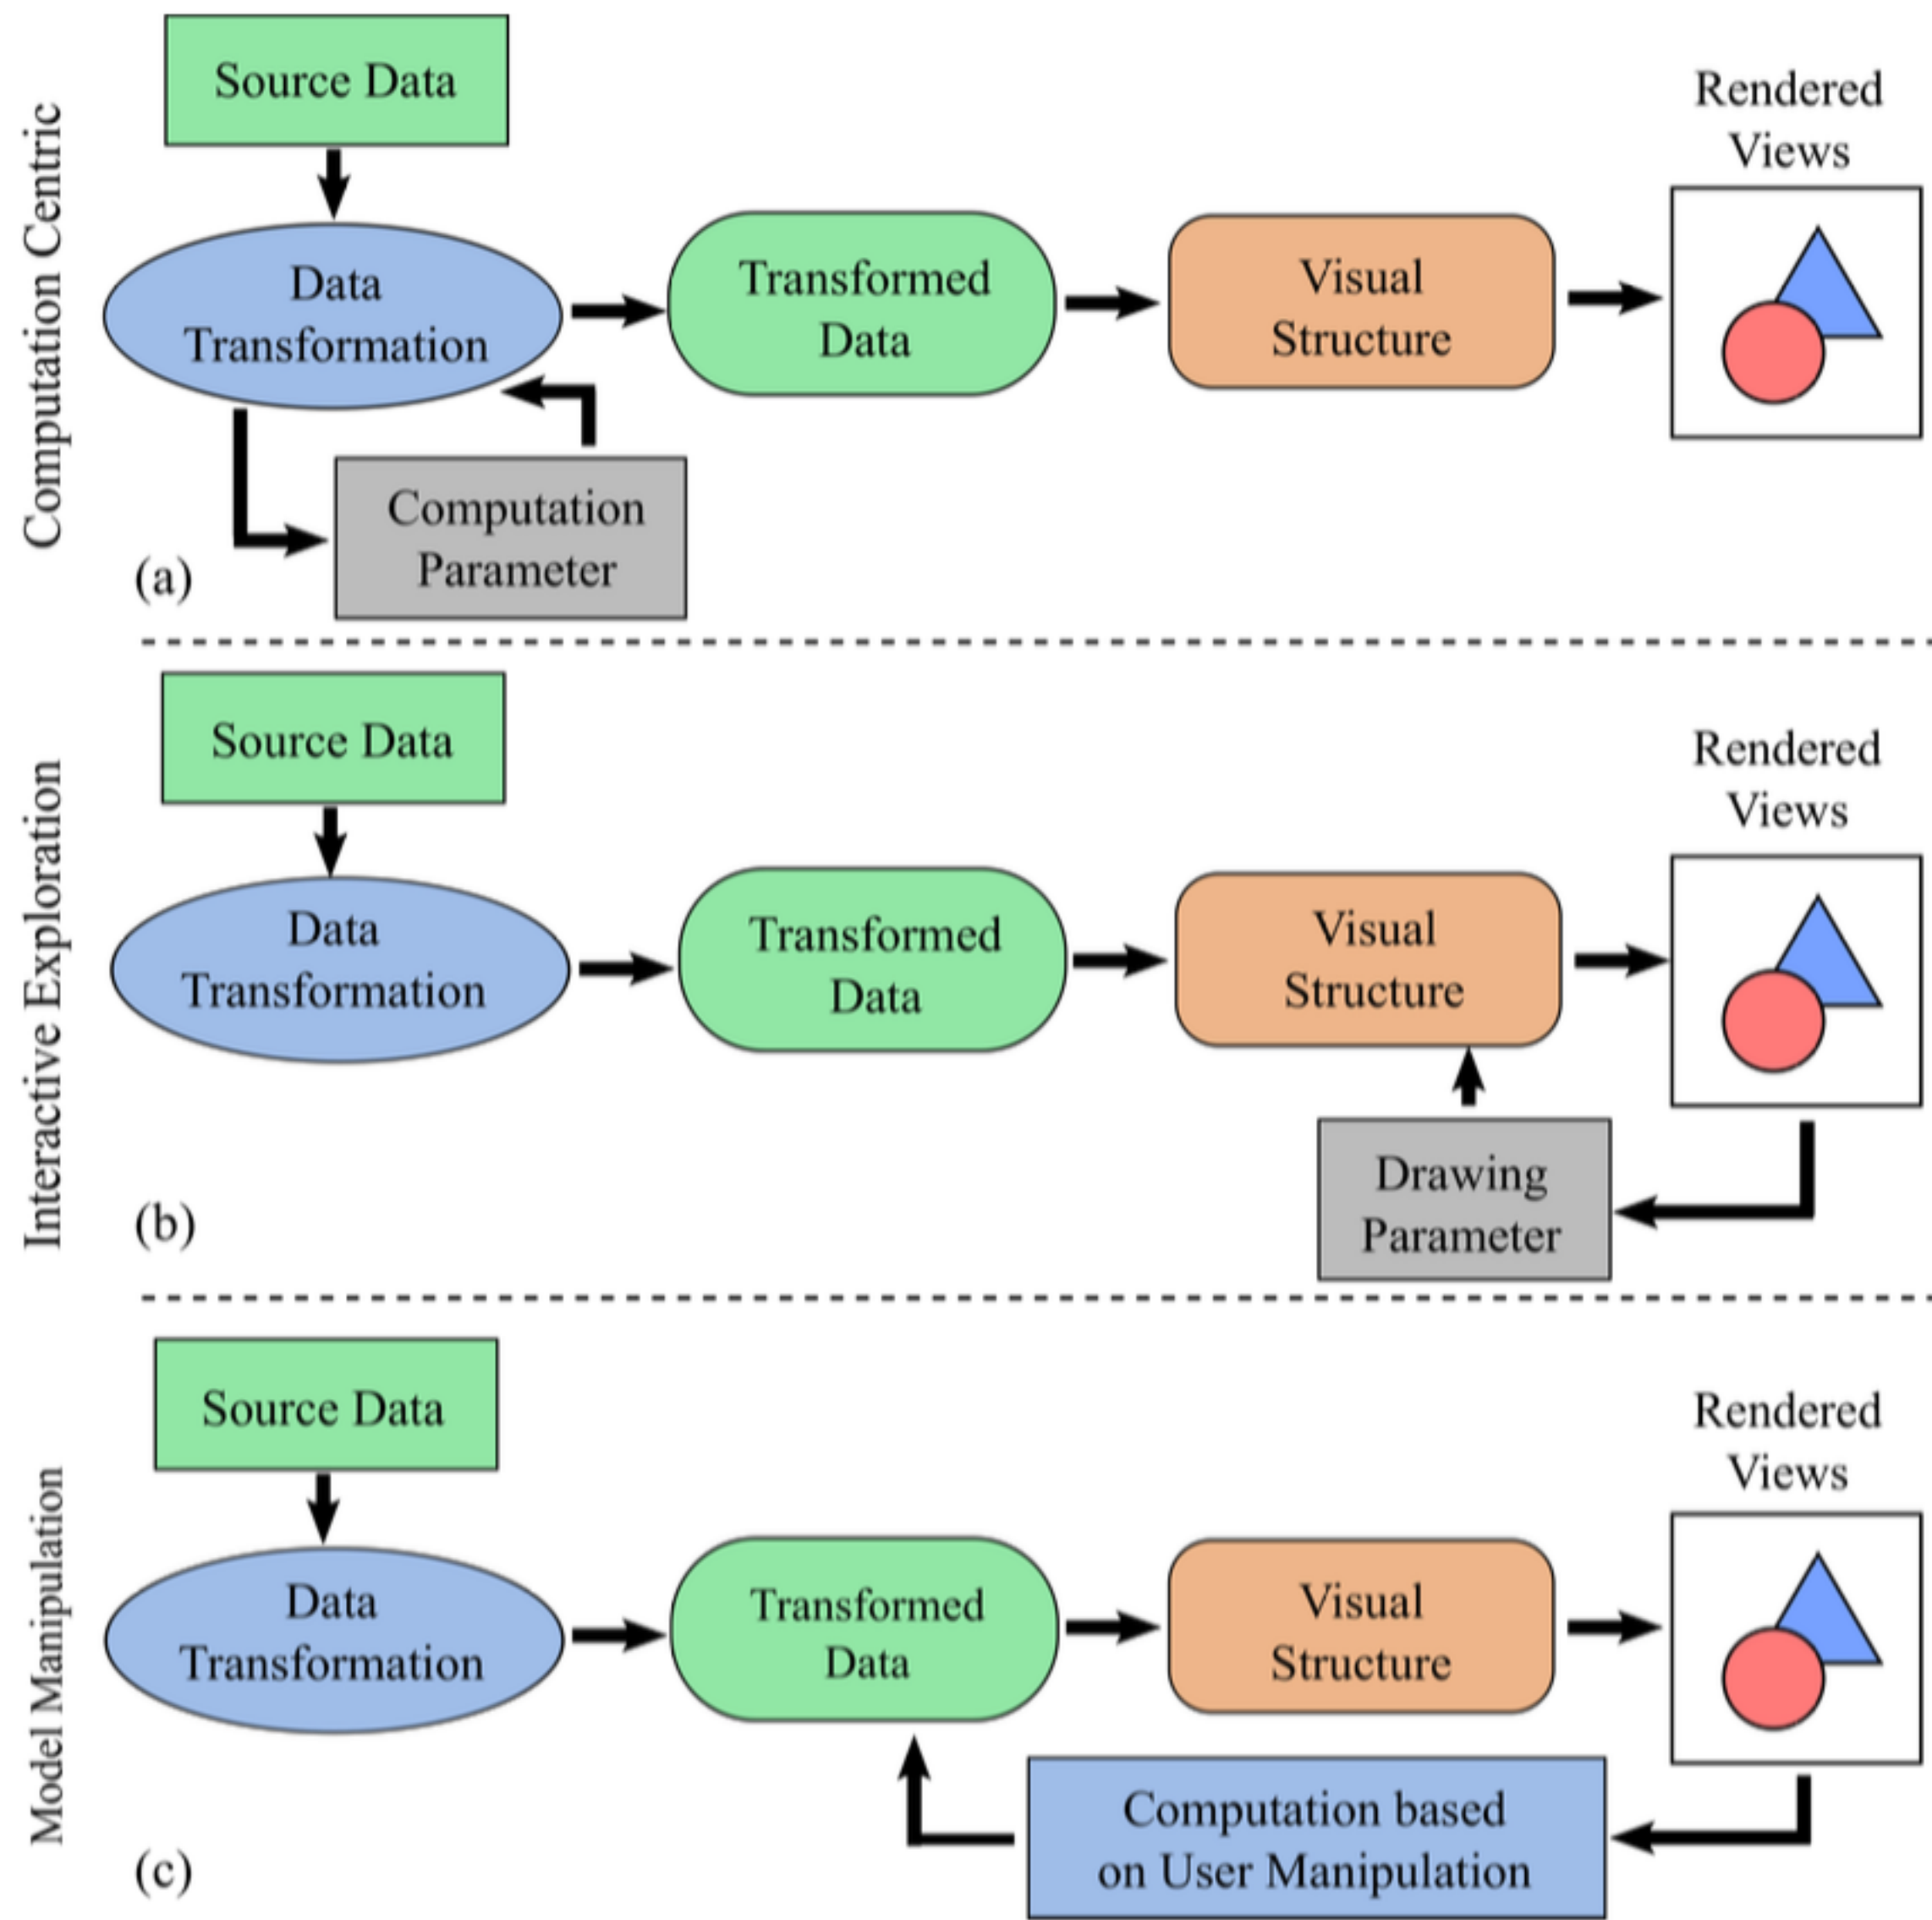 Computation Centric
Source Data
Data
Transformation
Transformed
Data
Visual
Structure
Rendered
Views
Computation
Parameter
(a)
Interactive Exploration
Source Data
Data
Transformation
Transformed
Data
Visual
Structure
Rendered
Views
Drawing
Parameter
(b)
Model Manipulation
Source Data
Data
Transformation
Transformed
Data
Visual
Structure
Rendered
Views
Computation based
on User Manipulation
(c)